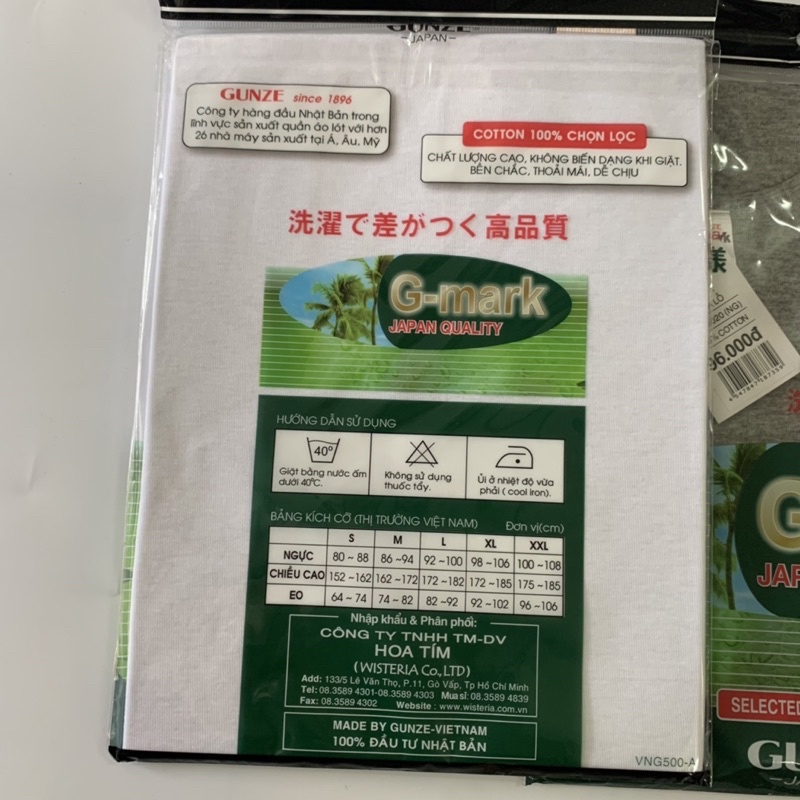 GUNZE
-JAPAN-
GUNZE since 1896
Công ty hàng đầu Nhật Bản trong
lĩnh vực sản xuất quần áo lót với hơn
26 nhà máy sản xuất tại Á, Âu, Mỹ
COTTON 100% CHỌN LỌC
CHẤT LƯỢNG CAO, KHÔNG BIẾN DẠNG KHI GIẶT.
BỀN CHẮC, THOẢI MÁI, DỄ CHỊU
洗濯で差がつく高品質
G-mark
JAPAN QUALITY
HƯỚNG DẪN SỬ DỤNG
40º
Giặt bằng nước ấm
dưới 40ºC.
Không sử dụng
thuốc tẩy.
Ủi ở nhiệt độ vừa
phải ( cool iron).
BẢNG KÍCH CỠ (THỊ TRƯỜNG VIỆT NAM) Đơn vị(cm)
S M L XL XXL
NGỰC 80 ~ 88 86 ~94 92 ~100 98 ~106 100 ~108
CHIỀU CAO 152 ~162 162 ~172 172 ~182 172 ~185 175 ~185
EO 64 ~ 74 74 ~ 82 82 ~92 92 ~102 96 ~106
Nhập khẩu & Phân phối:
CÔNG TY TNHH TM-DV
HOA TÍM
(WISTERIA Co.,LTD)
Add: 133/5 Lê Văn Thọ, P.11, Gò Vấp, Tp Hồ Chí Minh
Tel: 08.3589 4301-08.3589 4303 Mua sỉ: 08.3589 4839
Fax: 08.3589 4302 Website : www.wisteria.com.vn
MADE BY GUNZE-VIETNAM
100% ĐẦU TƯ NHẬT BẢN
VNG500-A
様
LỖ
020 (NG)
% COTTON
96.000đ
G
JAPA
SELECTED
GUN